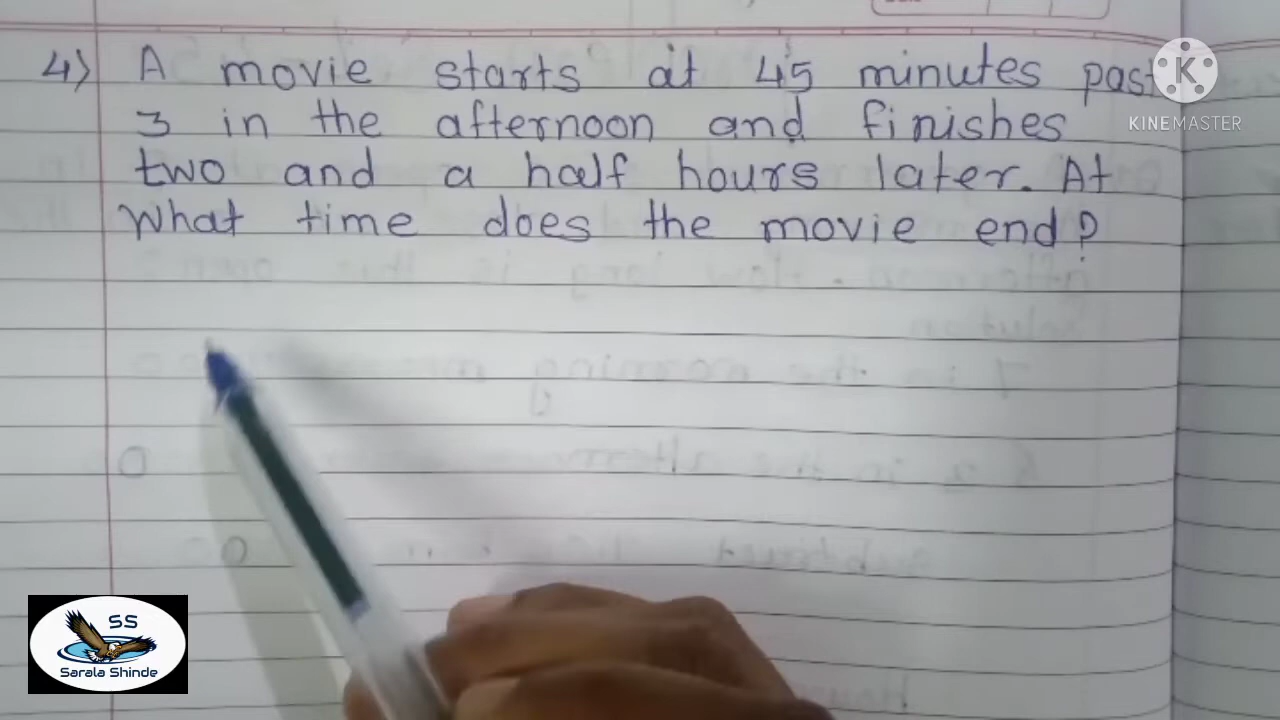 4) A movie starts at 45 minutes past
3 in the afternoon and finishes
two and a half hours later. At
What time does the movie end?
K
KINEMASTER
SS
Sarala Shinde